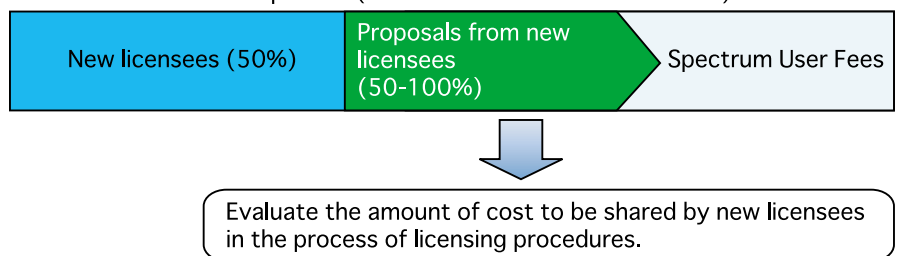 New licensees (50%)
Proposals from new
licensees
(50-100%)
Spectrum User Fees
Evaluate the amount of cost to be shared by new licensees
in the process of licensing procedures.